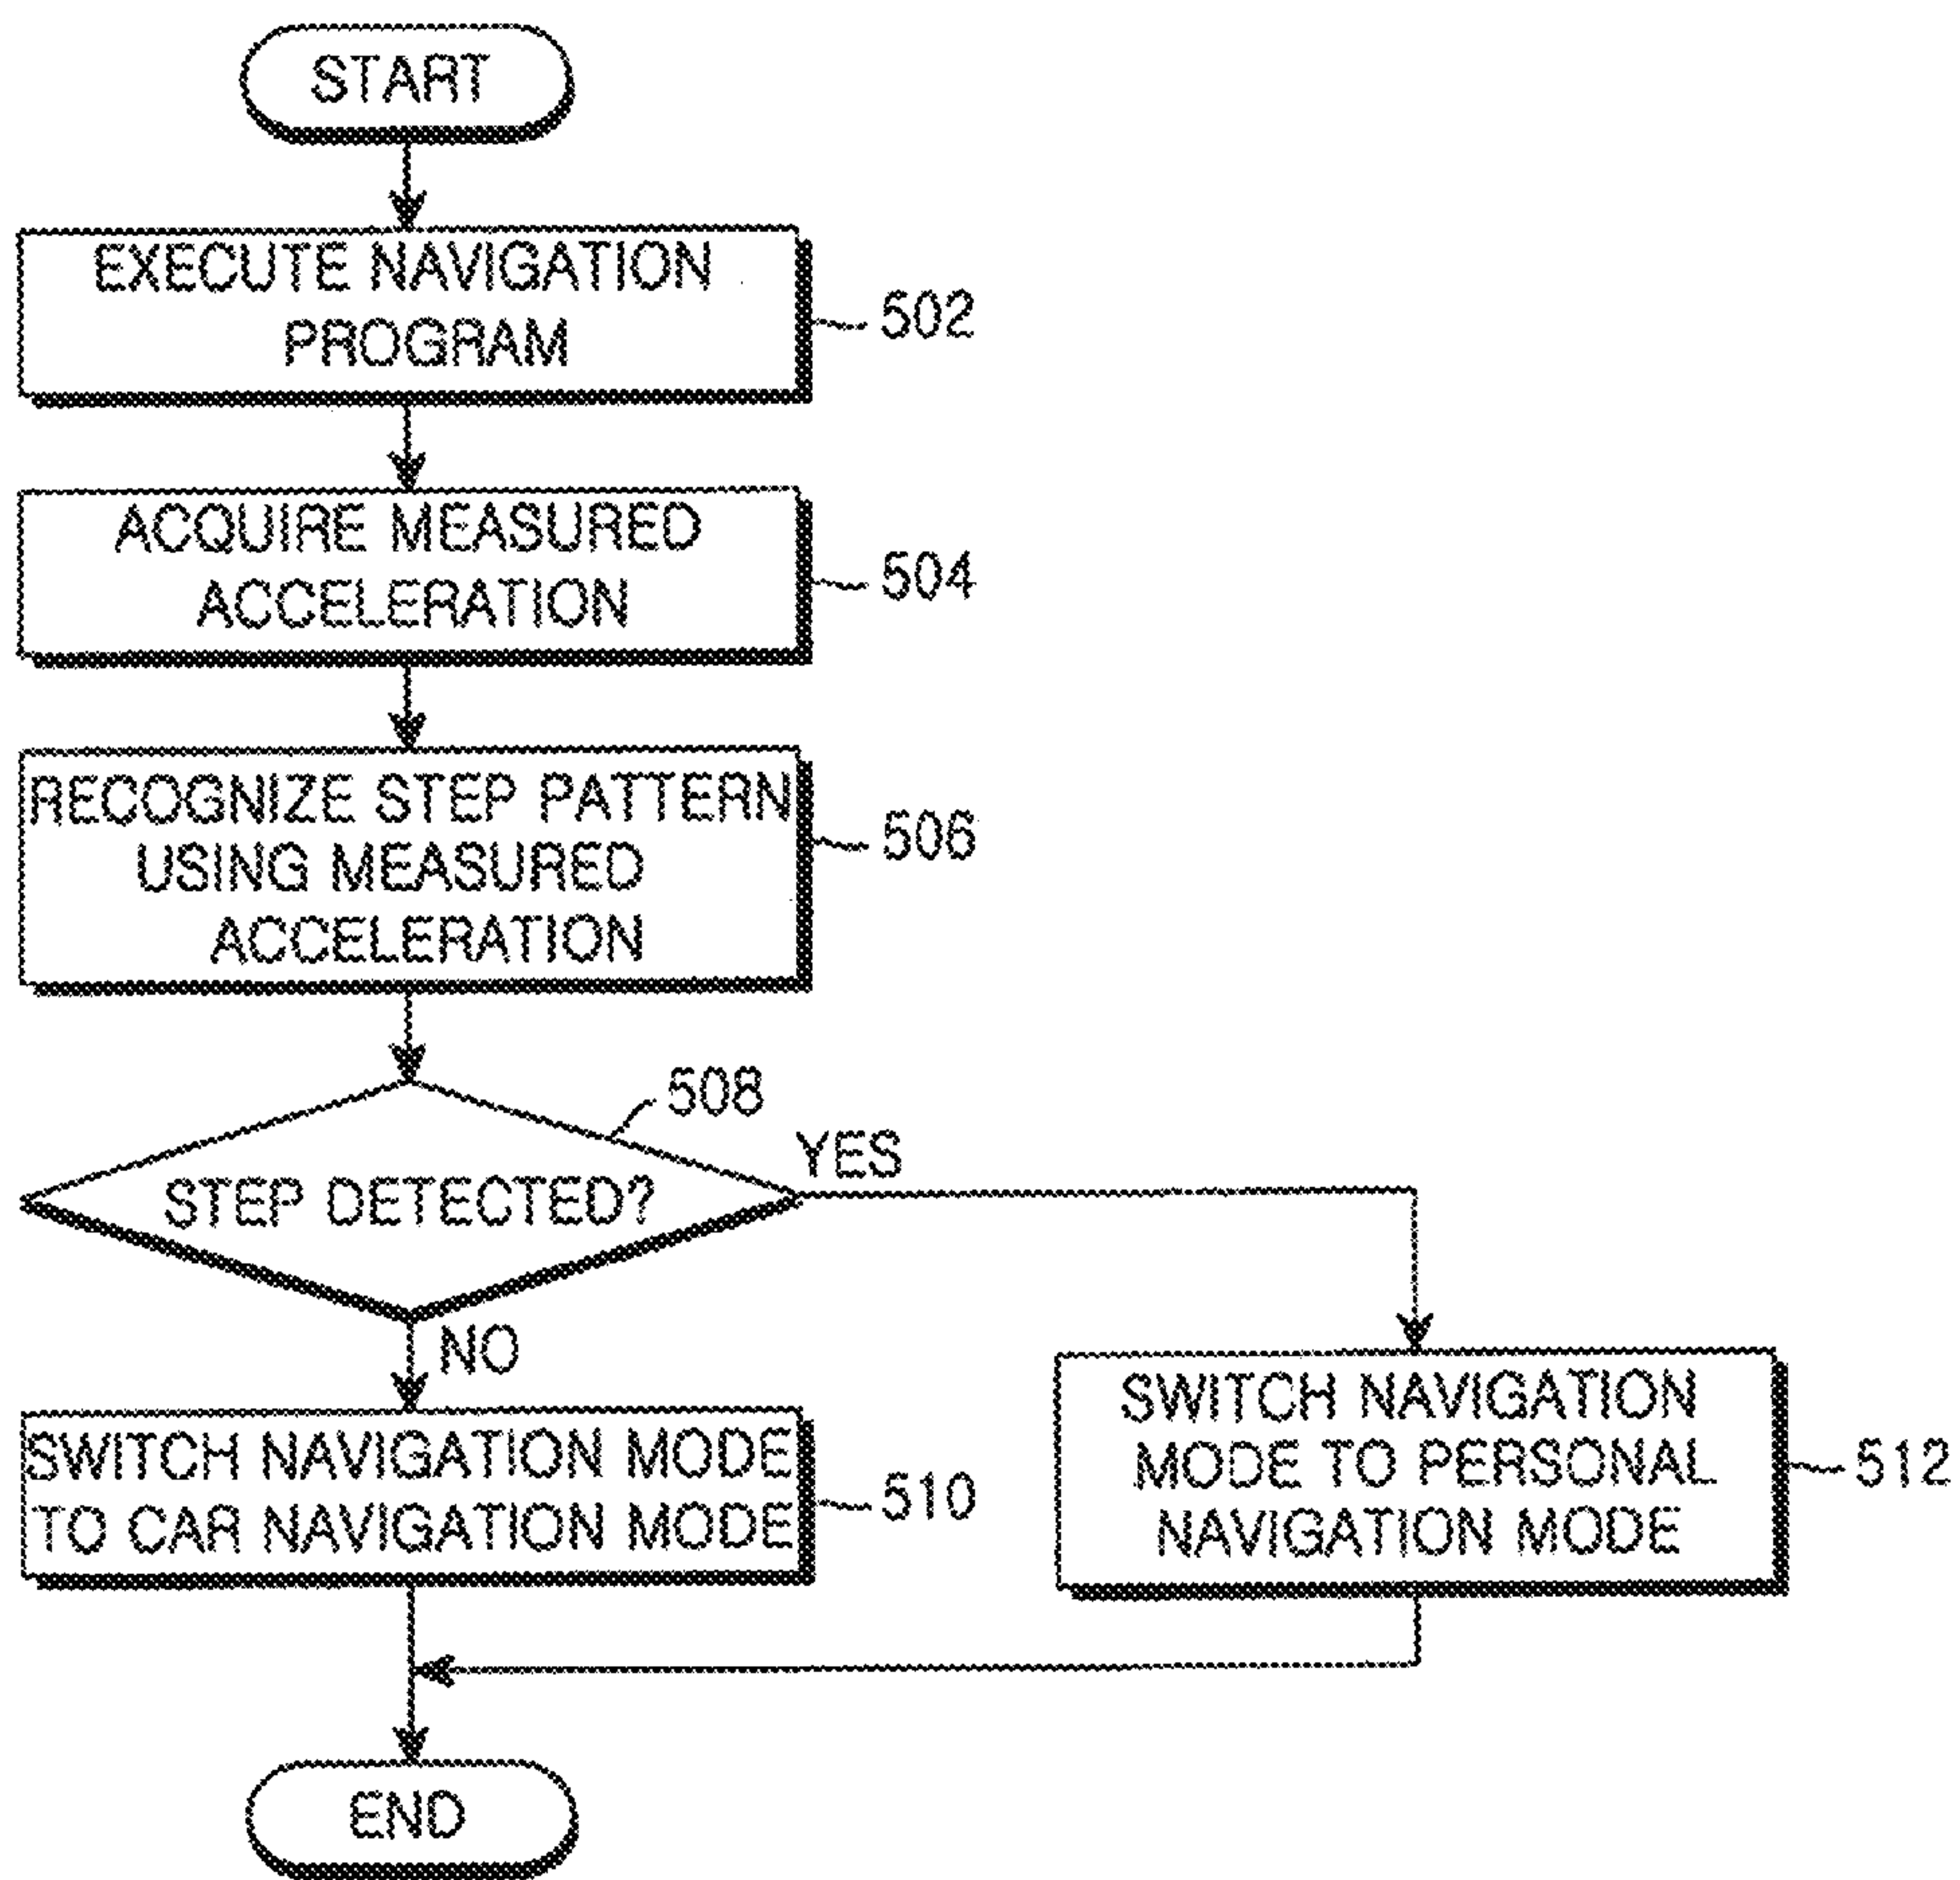 START
EXECUTE NAVIGATION
PROGRAM
502
ACQUIRE MEASURED
ACCELERATION
504
RECOGNIZE STEP PATTERN
USING MEASURED
ACCELERATION
506
508
STEP DETECTED?
YES
NO
SWITCH NAVIGATION MODE
TO CAR NAVIGATION MODE
510
SWITCH NAVIGATION
MODE TO PERSONAL
NAVIGATION MODE
512
END